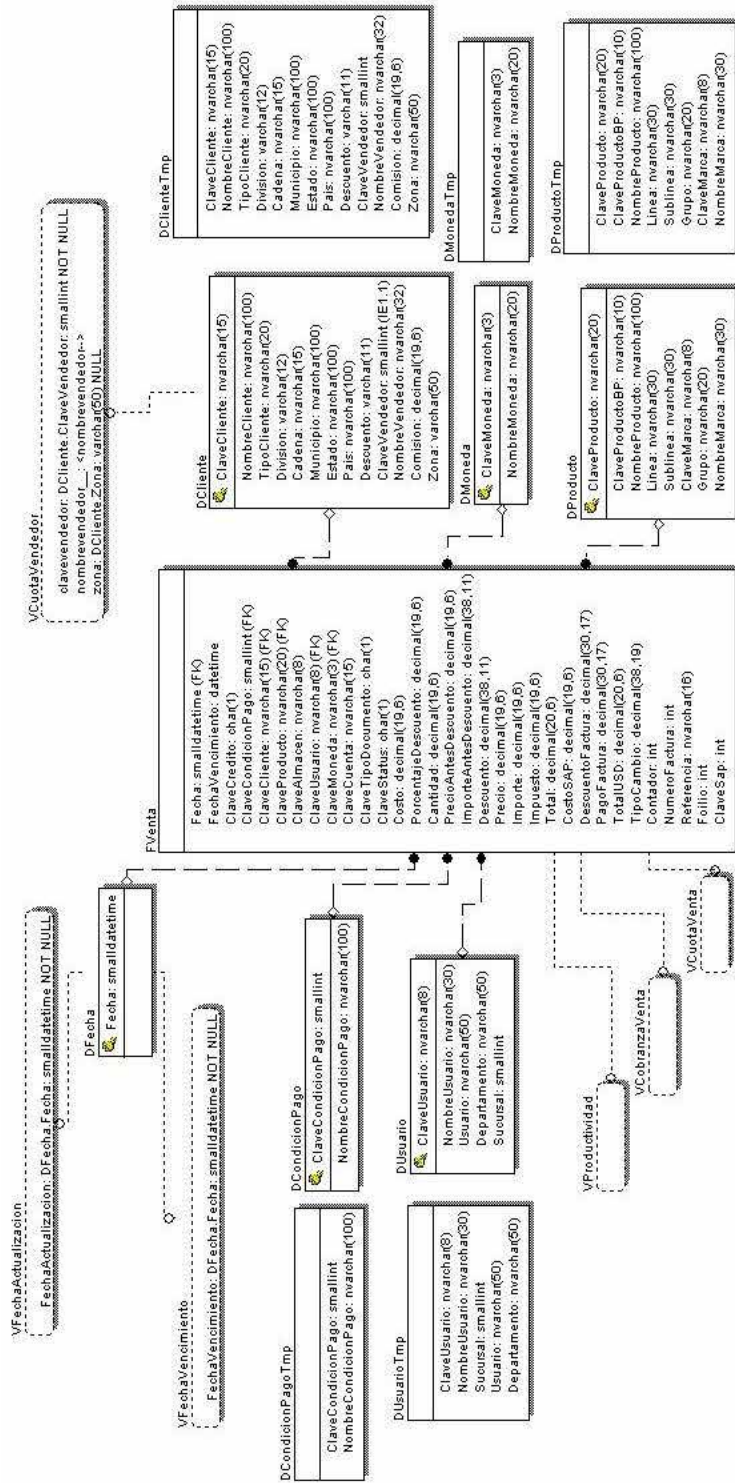 VFechaActualizacion
FechaActualizacion: DFecha.Fecha: smalldatetime NOT NULL
VFechaVencimiento
FechaVencimiento: DFecha.Fecha: smalldatetime NOT NULL
DFecha
Fecha: smalldatetime
DCondicionPagoTmp
ClaveCondicionPago: smallint
NombreCondicionPago: nvarchar(100)
DCondicionPago
ClaveCondicionPago: smallint
NombreCondicionPago: nvarchar(100)
DUsuarioTmp
ClaveUsuario: nvarchar(8)
NombreUsuario: nvarchar(30)
Sucursal: smallint
Usuario: nvarchar(50)
Departamento: nvarchar(50)
DUsuario
ClaveUsuario: nvarchar(8)
NombreUsuario: nvarchar(30)
Usuario: nvarchar(50)
Departamento: nvarchar(50)
Sucursal: smallint
VProductividad
VCobranzaVenta
VCuotaVenta
FVenta
Fecha: smalldatetime (FK)
FechaVencimiento: datetime
ClaveCredito: char(1)
ClaveCondicionPago: smallint (FK)
ClaveCliente: nvarchar(15) (FK)
ClaveProducto: nvarchar(20) (FK)
ClaveAlmacen: nvarchar(8)
ClaveUsuario: nvarchar(8) (FK)
ClaveMoneda: nvarchar(3) (FK)
ClaveCuenta: nvarchar(15)
ClaveTipoDocumento: char(1)
ClaveStatus: char(1)
Costo: decimal(19,6)
PorcentajeDescuento: decimal(19,6)
Cantidad: decimal(19,6)
PrecioAntesDescuento: decimal(19,6)
ImporteAntesDescuento: decimal(38,11)
Descuento: decimal(38,11)
Precio: decimal(19,6)
Importe: decimal(19,6)
Impuesto: decimal(19,6)
Total: decimal(20,6)
CostoSAP: decimal(19,6)
DescuentoFactura: decimal(30,17)
PagoFactura: decimal(30,17)
TotalUSD: decimal(20,6)
TipoCambio: decimal(38,19)
Contador: int
NumeroFactura: int
Referencia: nvarchar(16)
Foilio: int
ClaveSap: int
VCuotaVendedor
clavevendedor: DCliente.ClaveVendedor: smallint NOT NULL
nombrevendedor__: <nombrevendedor-->
zona: DCliente.Zona: varchar(50) NULL
DCliente
ClaveCliente: nvarchar(15)
NombreCliente: nvarchar(100)
TipoCliente: nvarchar(20)
Division: varchar(12)
Cadena: nvarchar(15)
Municipio: nvarchar(100)
Estado: nvarchar(100)
Pais: nvarchar(100)
Descuento: varchar(11)
ClaveVendedor: smallint (IE1.1)
NombreVendedor: nvarchar(32)
Comision: decimal(19,6)
Zona: varchar(50)
DClienteTmp
ClaveCliente: nvarchar(15)
NombreCliente: nvarchar(100)
TipoCliente: nvarchar(20)
Division: varchar(12)
Cadena: nvarchar(15)
Municipio: nvarchar(100)
Estado: nvarchar(100)
Pais: nvarchar(100)
Descuento: varchar(11)
ClaveVendedor: smallint
NombreVendedor: nvarchar(32)
Comision: decimal(19,6)
Zona: nvarchar(50)
DMoneda
ClaveMoneda: nvarchar(3)
NombreMoneda: nvarchar(20)
DMonedaTmp
ClaveMoneda: nvarchar(3)
NombreMoneda: nvarchar(20)
DProducto
ClaveProducto: nvarchar(20)
ClaveProductoBP: nvarchar(10)
NombreProducto: nvarchar(100)
Linea: nvarchar(30)
Sublinea: nvarchar(30)
ClaveMarca: nvarchar(8)
Grupo: nvarchar(20)
NombreMarca: nvarchar(30)
DProductoTmp
ClaveProducto: nvarchar(20)
ClaveProductoBP: nvarchar(10)
NombreProducto: nvarchar(100)
Linea: nvarchar(30)
Sublinea: nvarchar(30)
Grupo: nvarchar(20)
ClaveMarca: nvarchar(8)
NombreMarca: nvarchar(30)